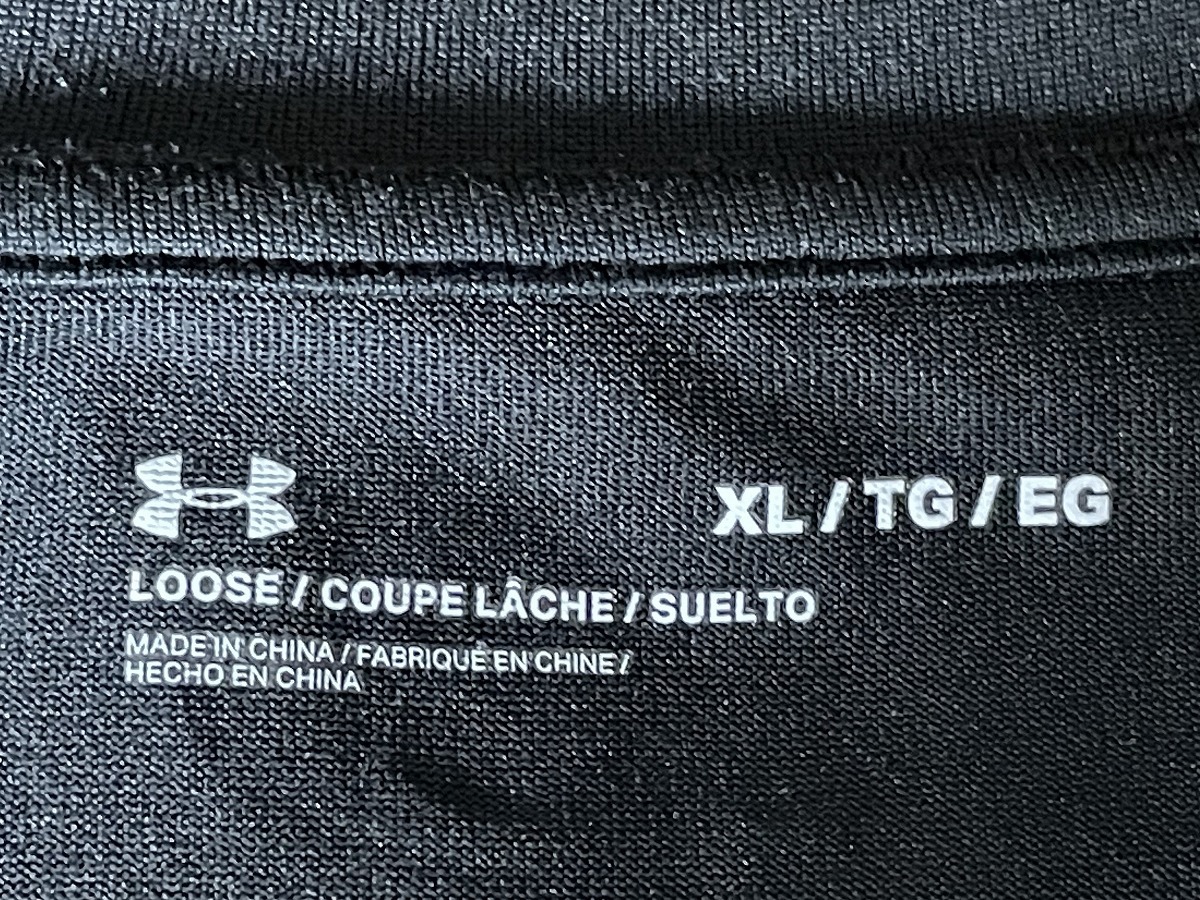 XL / TG / EG
LOOSE / COUPE LÂCHE / SUELTO
MADE IN CHINA / FABRIQUÉ EN CHINE /
HECHO EN CHINA